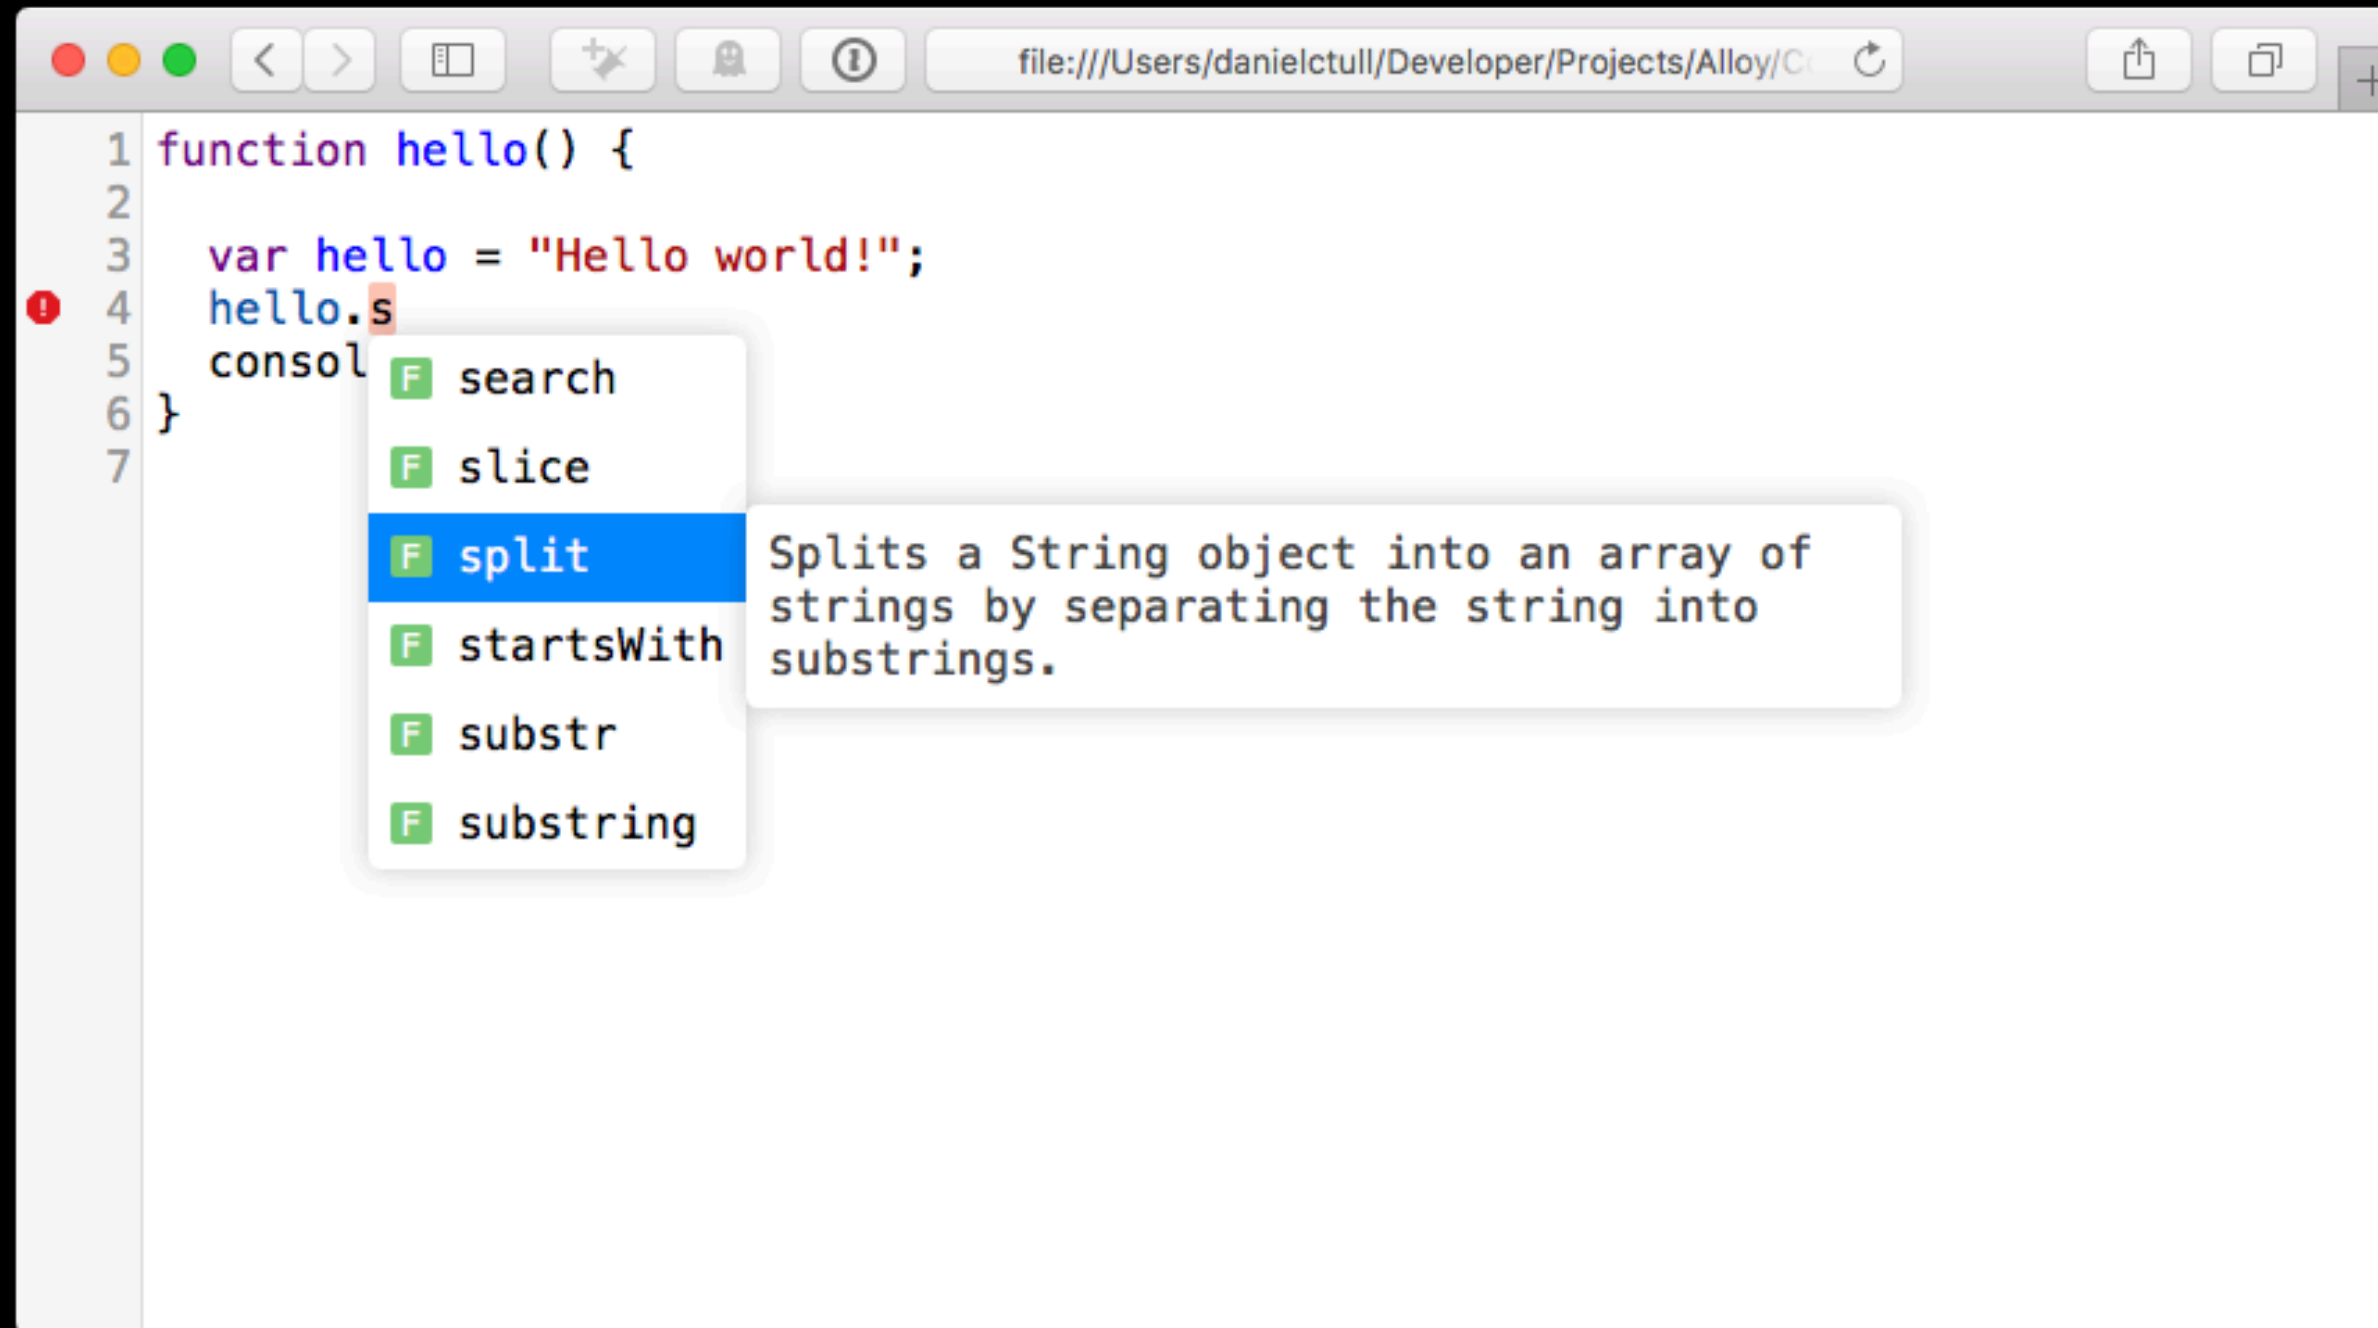 file:///Users/danielctull/Developer/Projects/Alloy/
1 function hello() {
2
3 var hello = "Hello world!";
4 hello.s
5 consol
6 }
7
F search
F slice
F split
F startsWith
F substr
F substring
Splits a String object into an array of
strings by separating the string into
substrings.